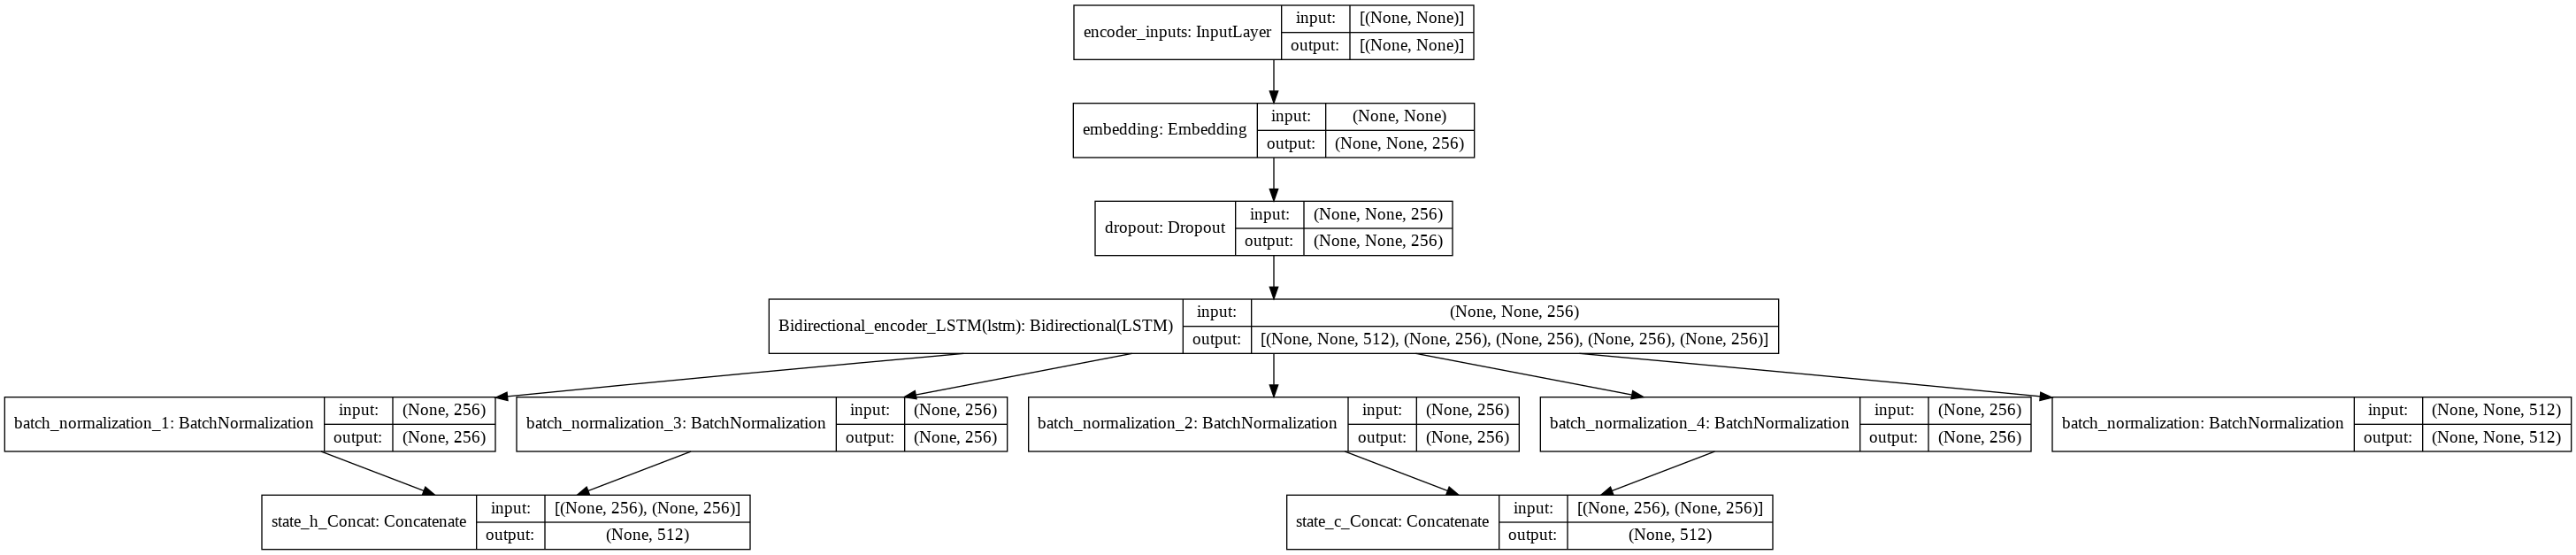 encoder_inputs: InputLayer
input:
[(None, None)]
output:
[(None, None)]
embedding: Embedding
input:
(None, None)
output:
(None, None, 256)
dropout: Dropout
input:
(None, None, 256)
output:
(None, None, 256)
Bidirectional_encoder_LSTM(lstm): Bidirectional(LSTM)
input:
(None, None, 256)
output:
[(None, None, 512), (None, 256), (None, 256), (None, 256), (None, 256)]
batch_normalization_1: BatchNormalization
input:
(None, 256)
output:
(None, 256)
batch_normalization_3: BatchNormalization
input:
(None, 256)
output:
(None, 256)
batch_normalization_2: BatchNormalization
input:
(None, 256)
output:
(None, 256)
batch_normalization_4: BatchNormalization
input:
(None, 256)
output:
(None, 256)
batch_normalization: BatchNormalization
input:
(None, None, 512)
output:
(None, None, 512)
state_h_Concat: Concatenate
input:
[(None, 256), (None, 256)]
output:
(None, 512)
state_c_Concat: Concatenate
input:
[(None, 256), (None, 256)]
output:
(None, 512)